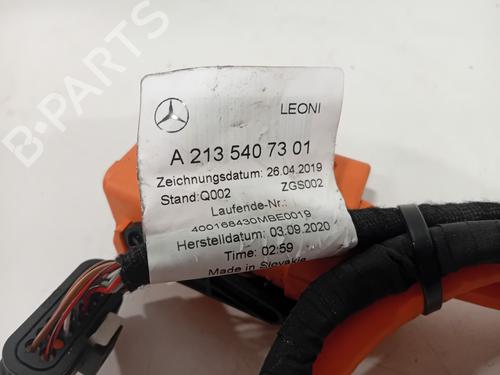 LEONI
A 213 540 73 01
Zeichnungsdatum: 26.04.2019
Stand:Q002 ZGS002
Laufende-Nr.:
400168430MBE0019
Herstelldatum: 03.09.2020
Time: 02:59
Made in Slovakia
B-PARTS